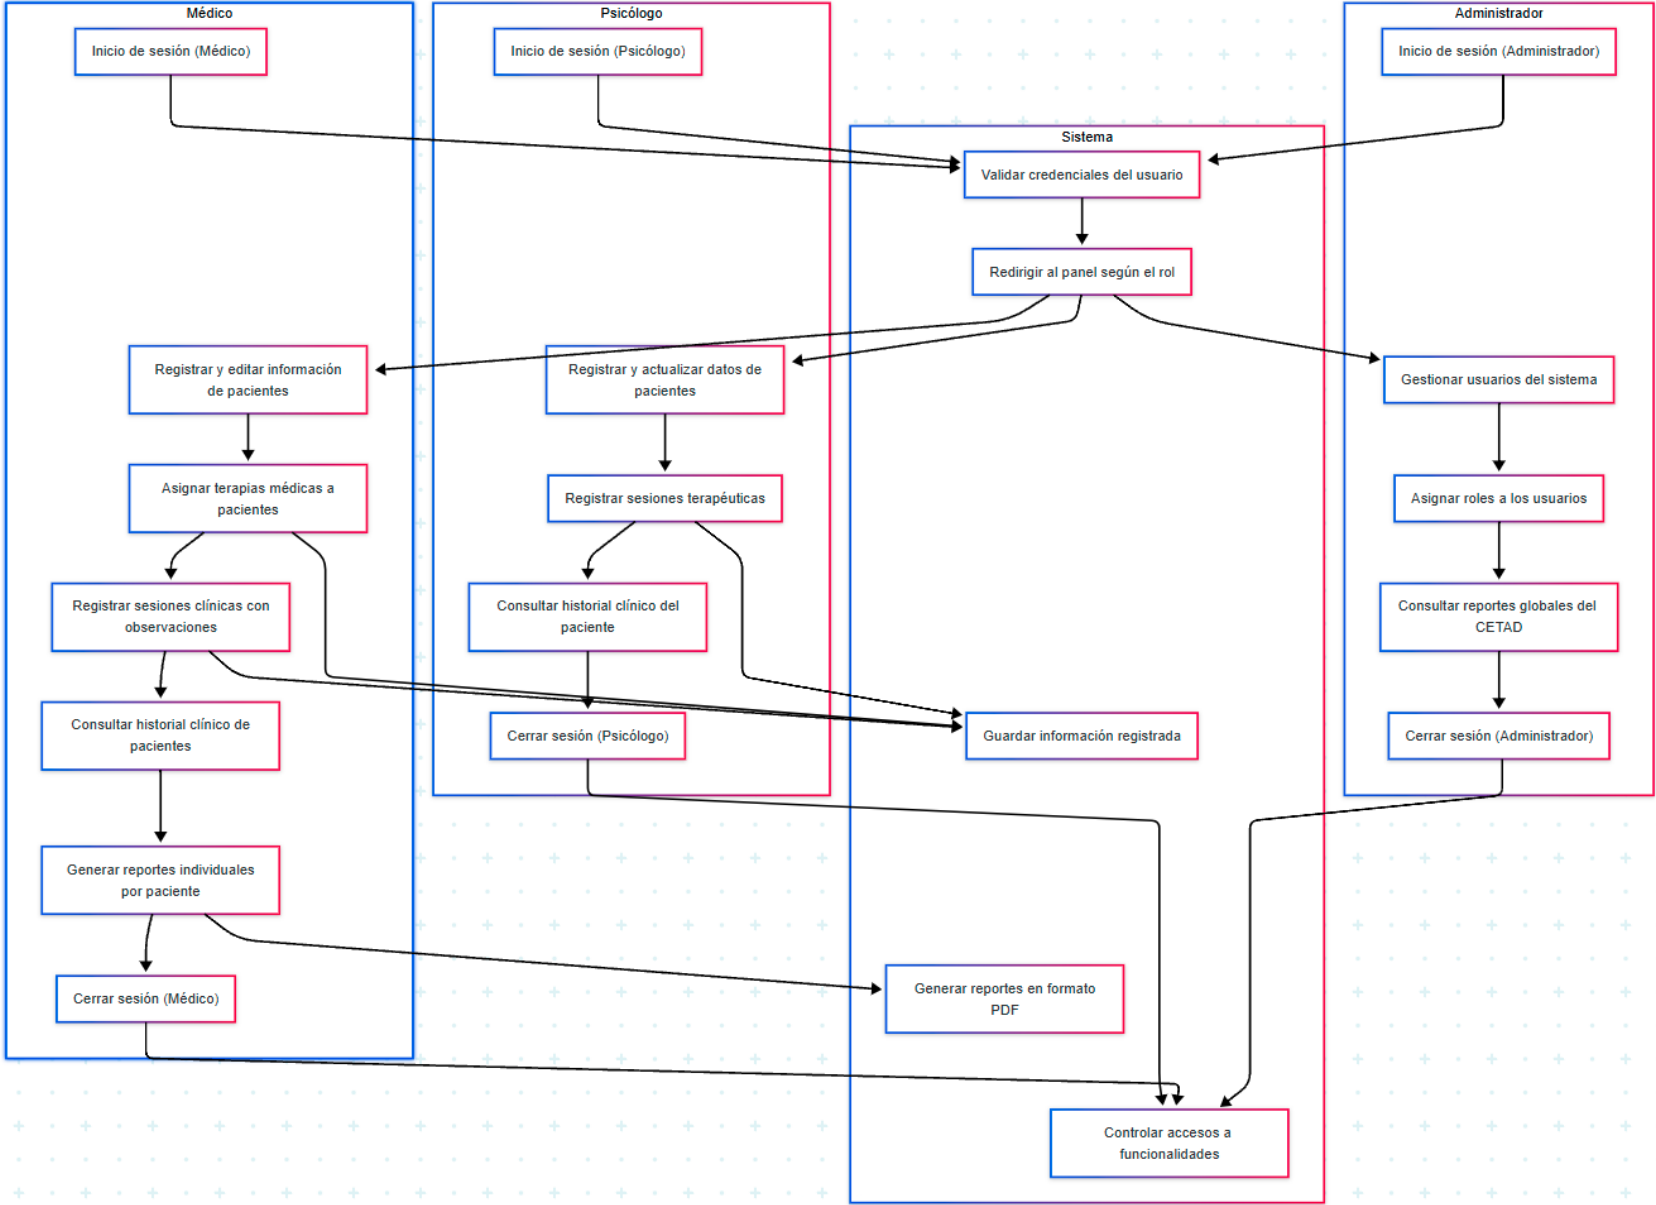 Médico
Inicio de sesión (Médico)
Registrar y editar información
de pacientes
Asignar terapias médicas a
pacientes
Registrar sesiones clínicas con
observaciones
Consultar historial clínico de
pacientes
Generar reportes individuales
por paciente
Cerrar sesión (Médico)
Psicólogo
Inicio de sesión (Psicólogo)
Registrar y actualizar datos de
pacientes
Registrar sesiones terapéuticas
Consultar historial clínico del
paciente
Cerrar sesión (Psicólogo)
Sistema
Validar credenciales del usuario
Redirigir al panel según el rol
Guardar información registrada
Generar reportes en formato
PDF
Controlar accesos a
funcionalidades
Administrador
Inicio de sesión (Administrador)
Gestionar usuarios del sistema
Asignar roles a los usuarios
Consultar reportes globales del
CETAD
Cerrar sesión (Administrador)